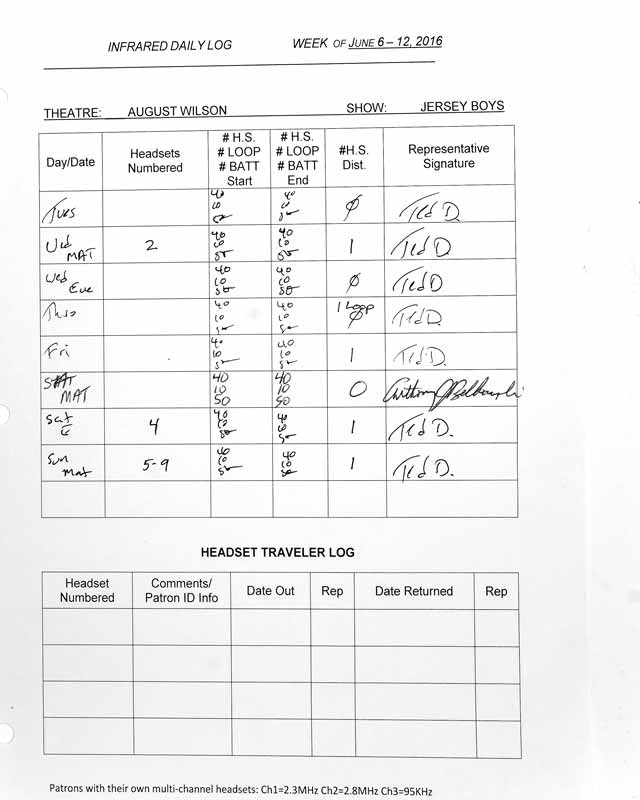 INFRARED DAILY LOG WEEK OF JUNE 6 – 12, 2016
THEATRE: AUGUST WILSON SHOW: JERSEY BOYS
Day/Date Headsets Numbered # H.S. # LOOP # BATT Start # H.S. # LOOP # BATT End #H.S. Dist. Representative Signature
Tues 40 10 50 40 10 50 Ø Ted D
Wed MAT 2 40 10 50 40 10 50 1 Ted D
Wed Eve 40 10 50 40 10 50 Ø Ted D
40 10 50 40 10 50 1 Loop Ø Ted D.
Fri 40 10 50 40 10 50 1 Ted D.
SAT MAT 40 10 50 40 10 50 0 Anthony J
Sat E 4 40 10 50 40 10 50 1 Ted D.
Sun Mat 5-9 40 10 50 40 10 50 1 Ted D.
HEADSET TRAVELER LOG
Headset Numbered Comments/ Patron ID Info Date Out Rep Date Returned Rep
Patrons with their own multi-channel headsets: Ch1=2.3MHz Ch2=2.8MHz Ch3=95KHz